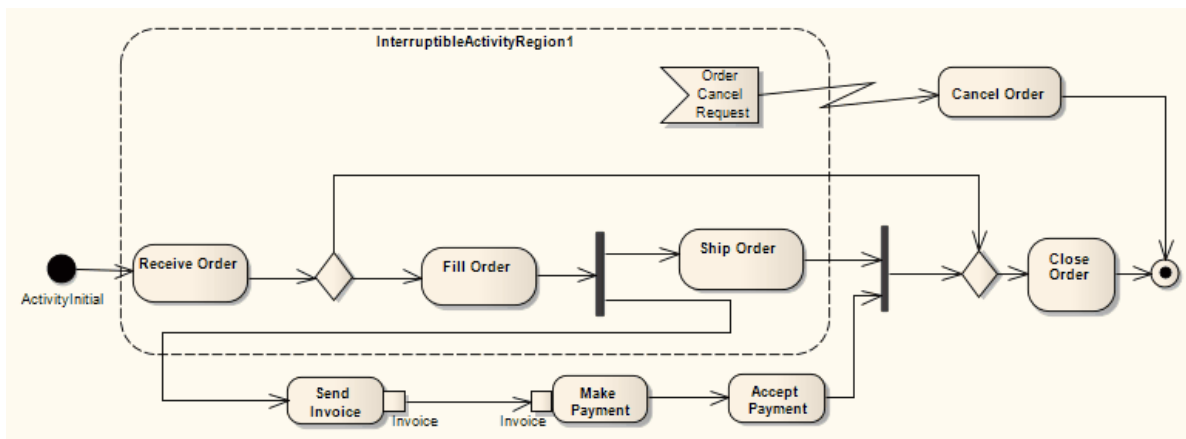 InterruptibleActivityRegion1
Order
Cancel
Request
Cancel Order
Receive Order
Fill Order
Ship Order
Close
Order
ActivityInitial
Send
Invoice
Invoice
Invoice
Make
Payment
Accept
Payment